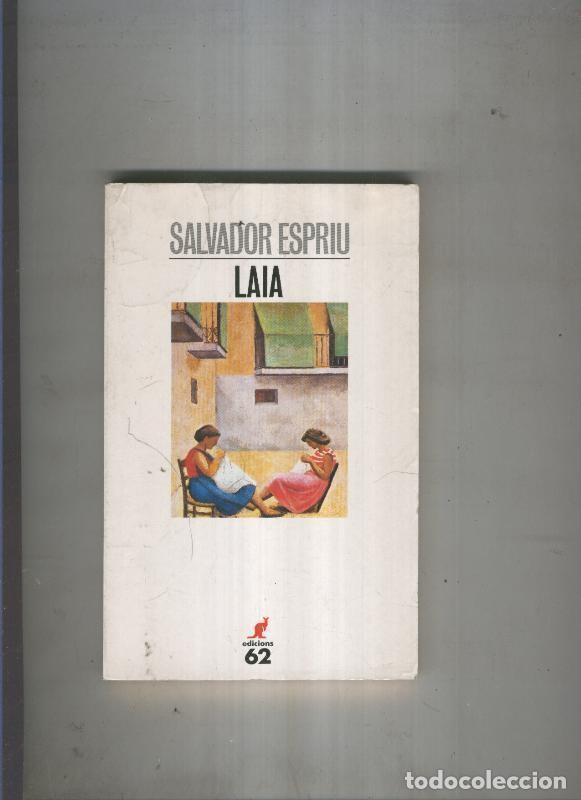 SALVADOR ESPRIU
LAIA
edicions
62
todocoleccion